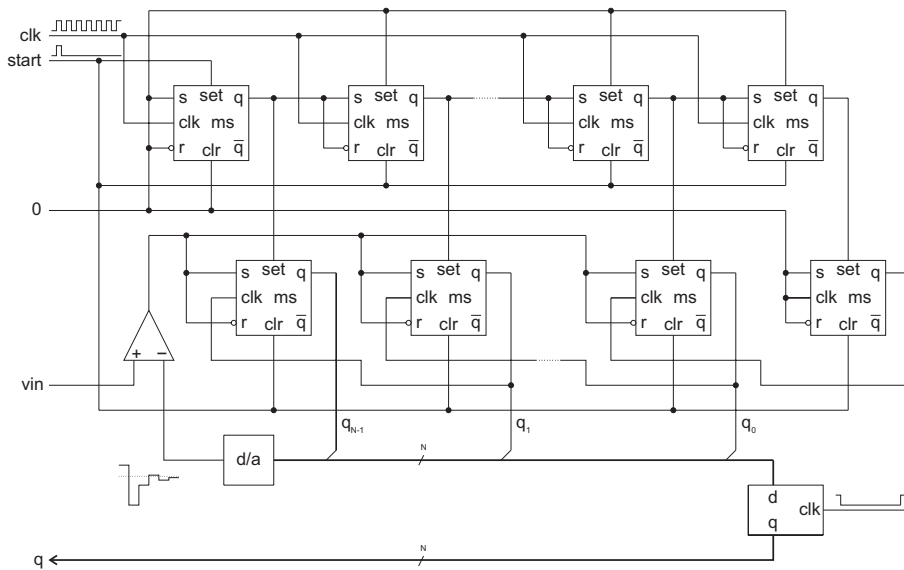 clk
start
s set q
clk ms
r clr q̅
s set q
clk ms
r clr q̅
s set q
clk ms
r clr q̅
s set q
clk ms
r clr q̅
0
s set q
clk ms
r clr q̅
s set q
clk ms
r clr q̅
s set q
clk ms
r clr q̅
s set q
clk ms
r clr q̅
+ −
vin
qN-1
q1
q0
d/a
N
d
clk
q
N
q